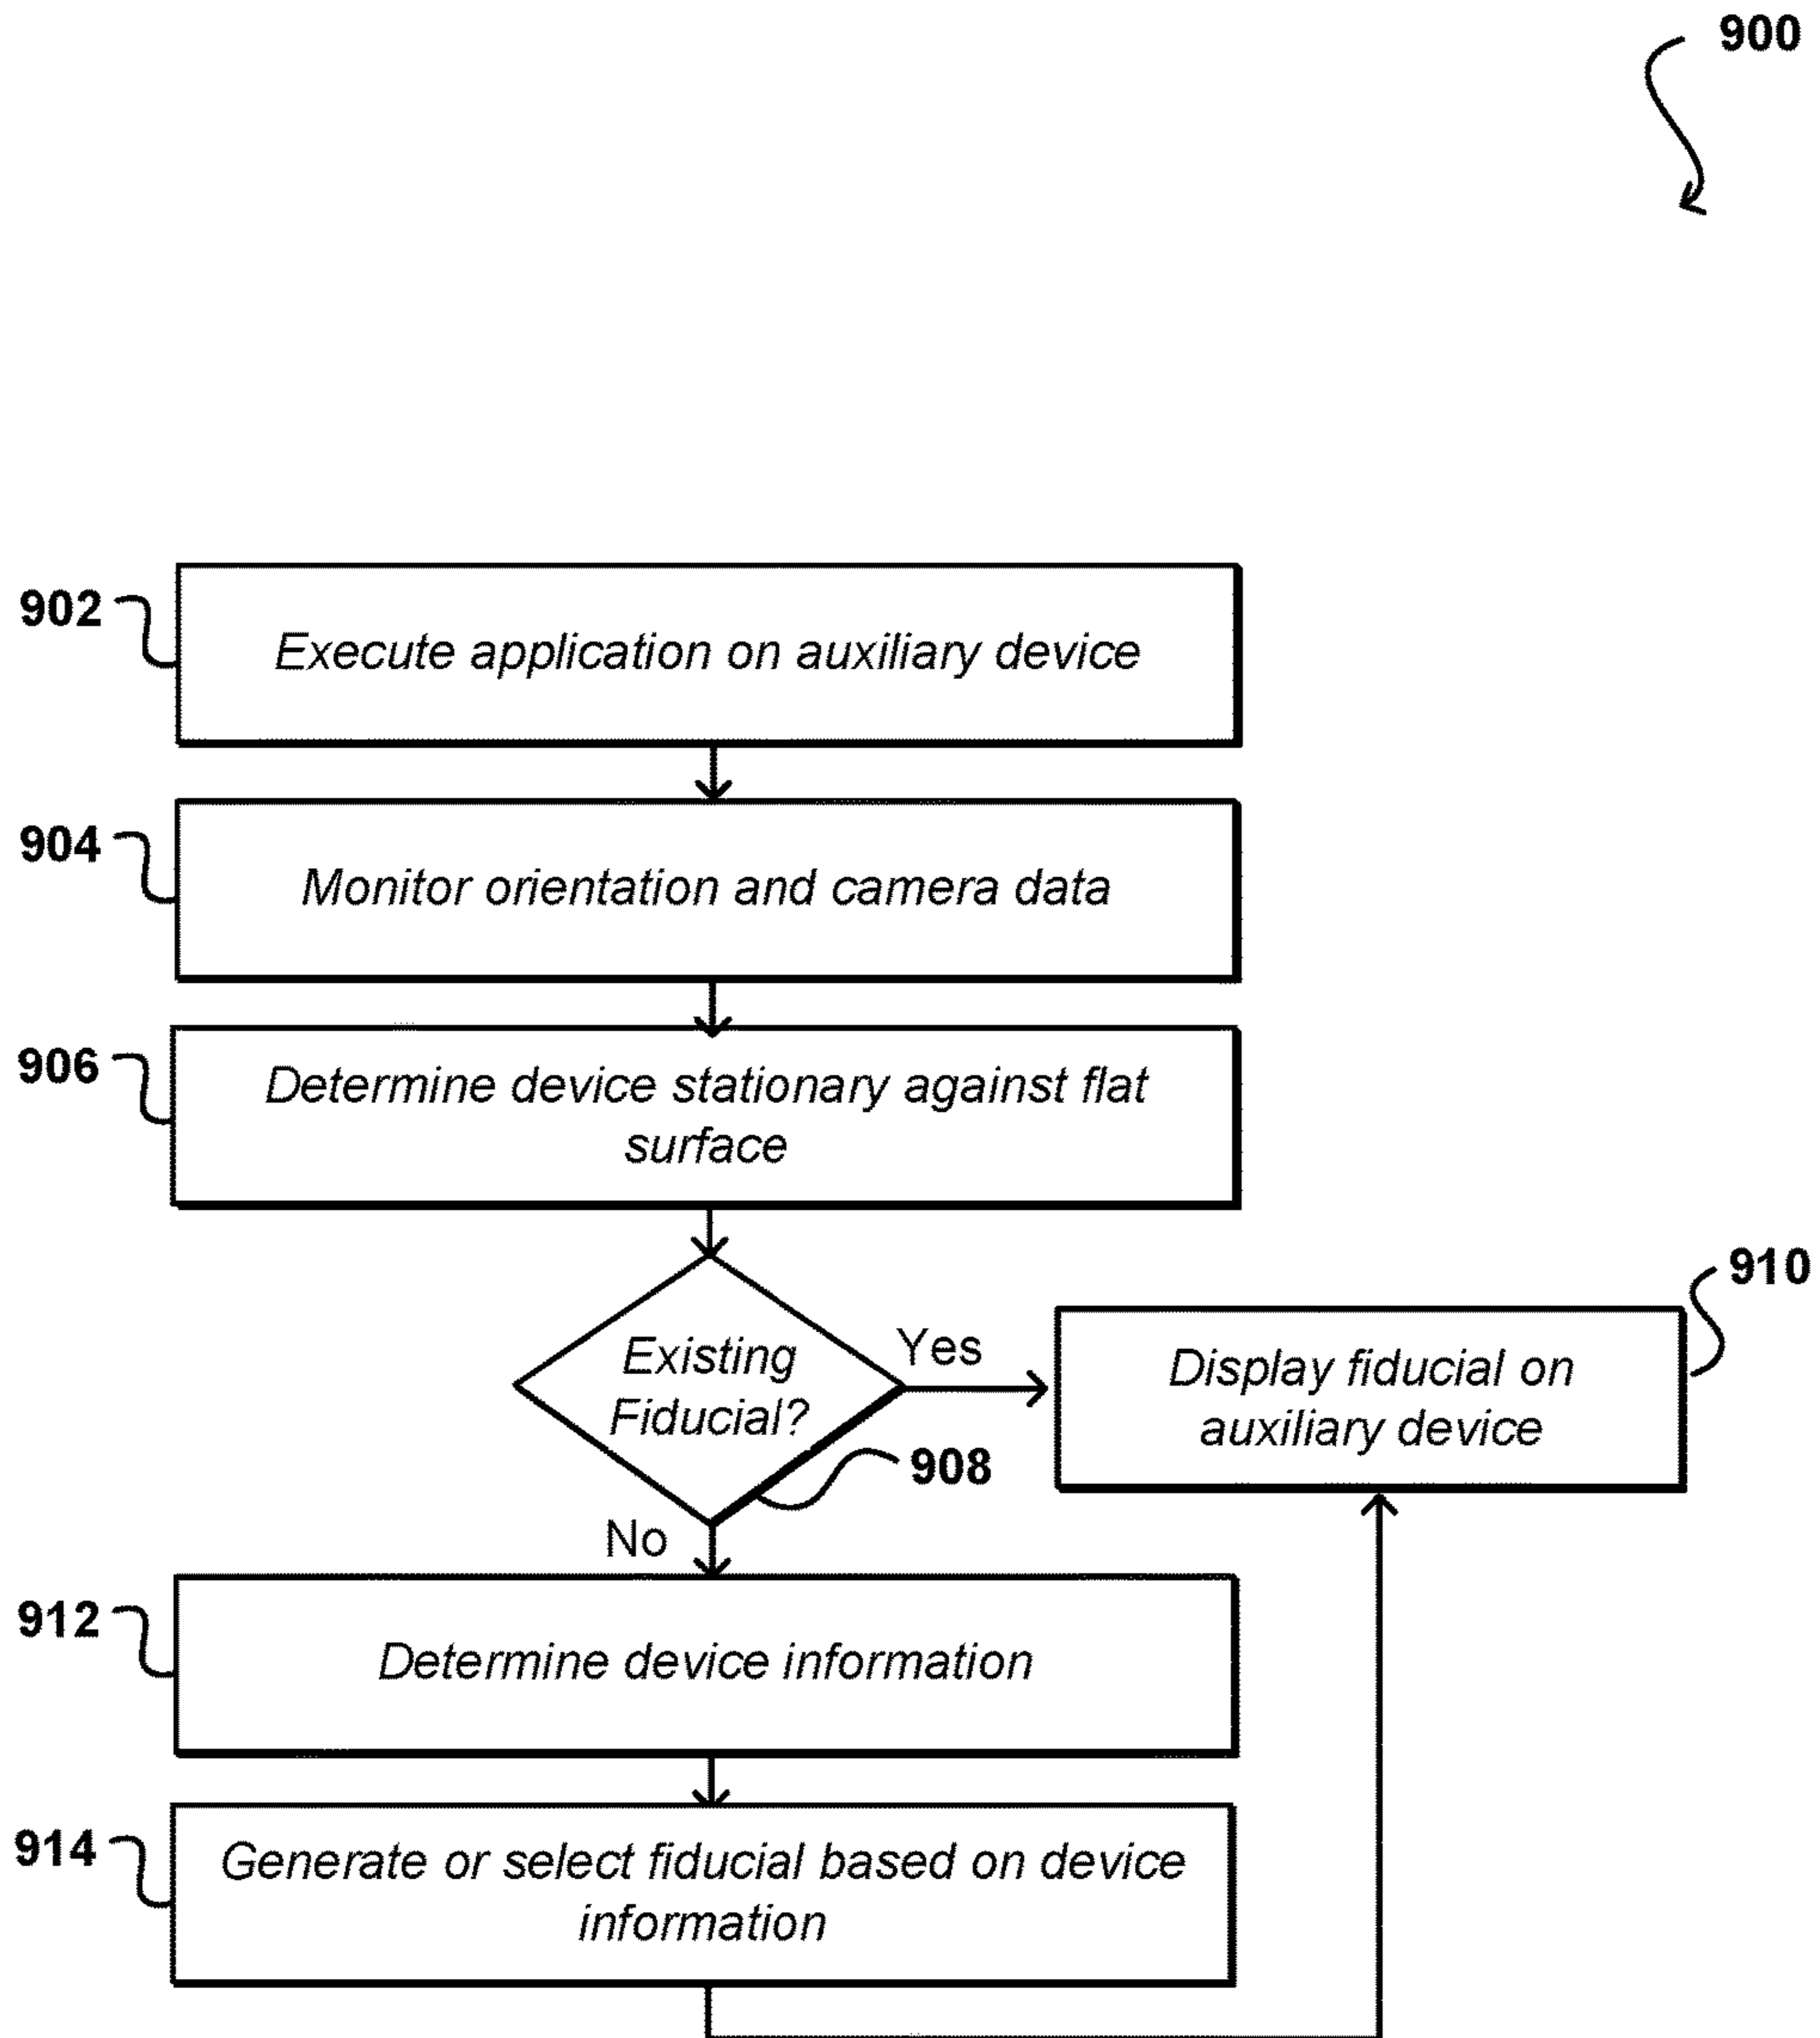 900
902
Execute application on auxiliary device
904
Monitor orientation and camera data
906
Determine device stationary against flat
surface
Existing
Fiducial?
Yes
908
No
910
Display fiducial on
auxiliary device
912
Determine device information
914
Generate or select fiducial based on device
information